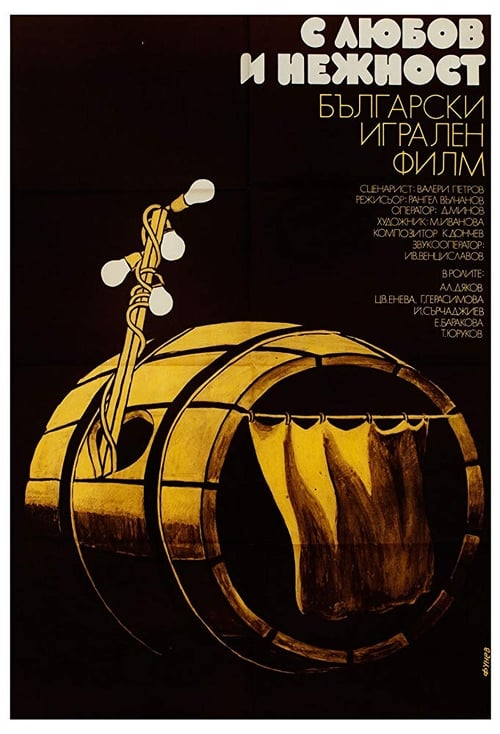 С ЛЮБОВ
И НЕЖНОСТ
БЪЛГАРСКИ
ИГРАЛЕН
ФИЛМ
СЦЕНАРИСТ: ВАЛЕРИ ПЕТРОВ
РЕЖИСЬОР: РАНГЕЛ ВЪЛЧАНОВ
ОПЕРАТОР: Д.МИНОВ
ХУДОЖНИК: М.ИВАНОВА
КОМПОЗИТОР К.ДОНЧЕВ
ЗВУКООПЕРАТОР:
ИВ.ВЕНЦИСЛАВОВ
В РОЛИТЕ:
АЛ.ДЯКОВ
ЦВ.ЕНЕВА, Г.ГЕРАСИМОВА
И.СЪРЧАДЖИЕВ
Е.БАРАКОВА
Т.ЮРУКОВ